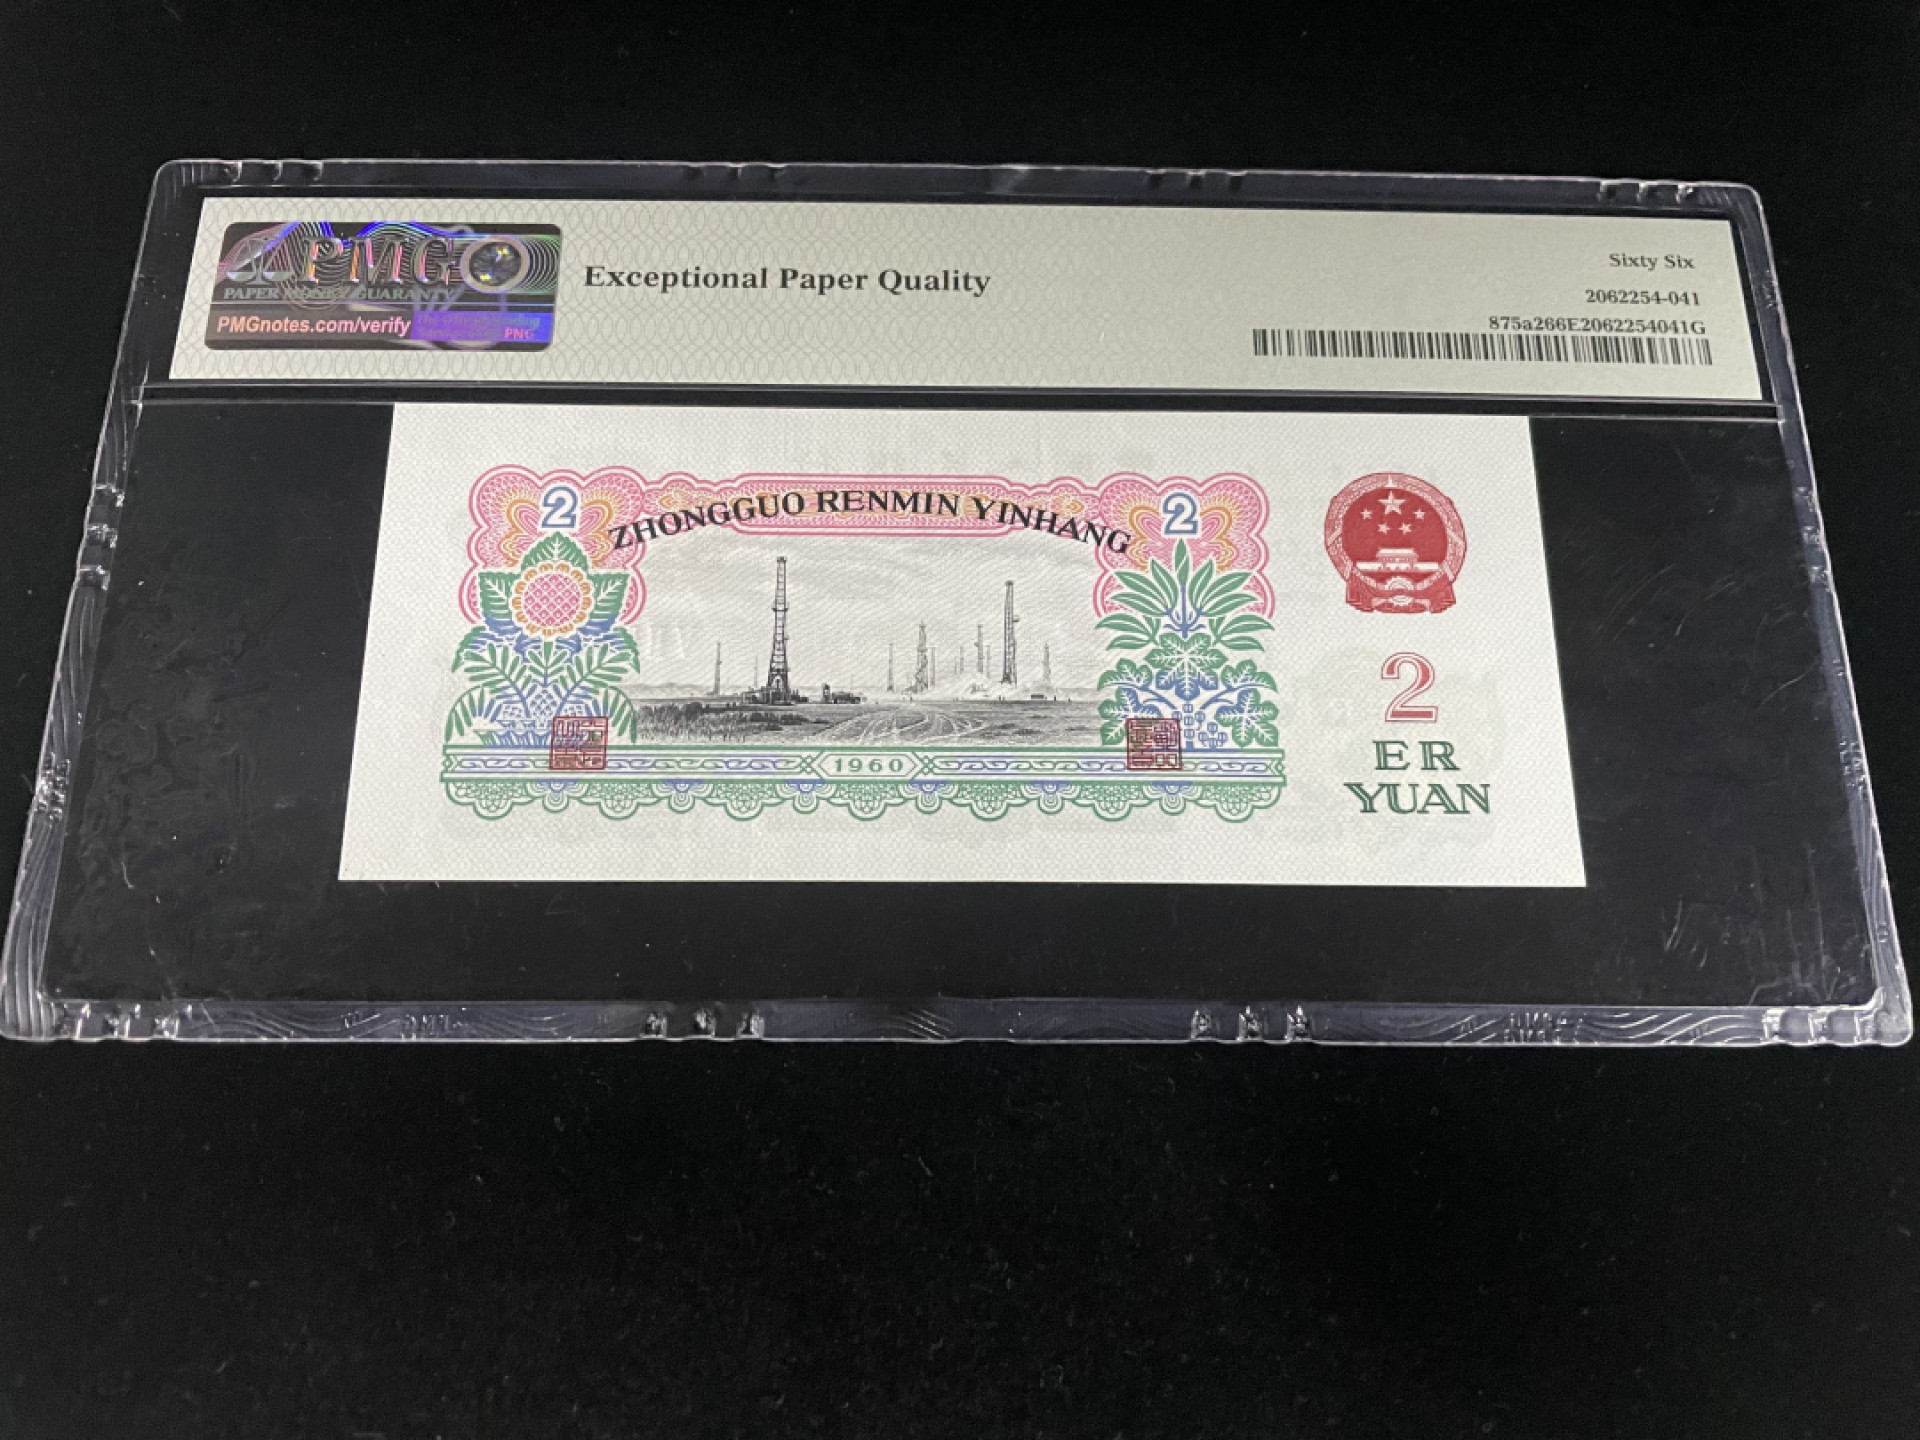 PMG
PAPER MONEY GUARANTY
PMGnotes.com/verify
PNG
Exceptional Paper Quality
Sixty Six
2062254-041
875a266E2062254041G
2
ZHONGGUO RENMIN YINHANG
2
1960
2
ER
YUAN